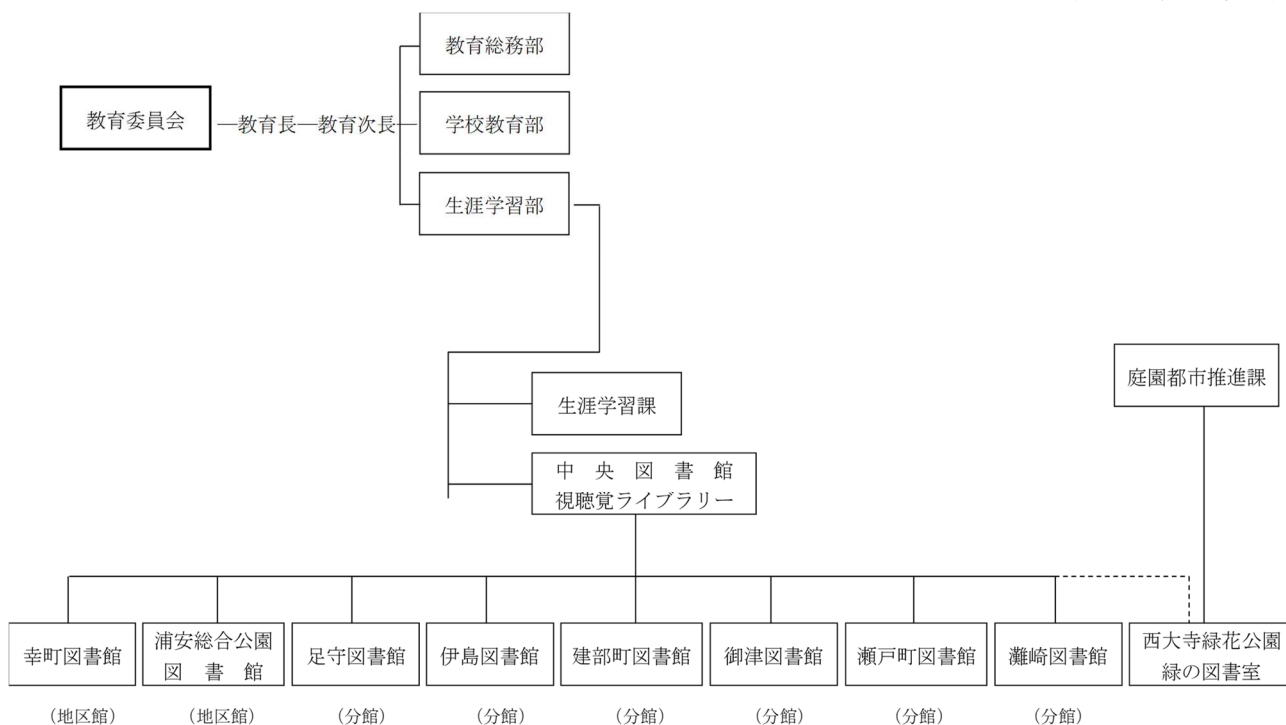 教育総務部
教育委員会
教育長
教育次長
学校教育部
生涯学習部
庭園都市推進課
生涯学習課
中央図書館
視聴覚ライブラリー
幸町図書館
浦安総合公園
図書館
足守図書館
伊島図書館
建部町図書館
御津図書館
瀬戸町図書館
灘崎図書館
西大寺緑花公園
緑の図書室
（地区館）
（地区館）
（分館）
（分館）
（分館）
（分館）
（分館）
（分館）